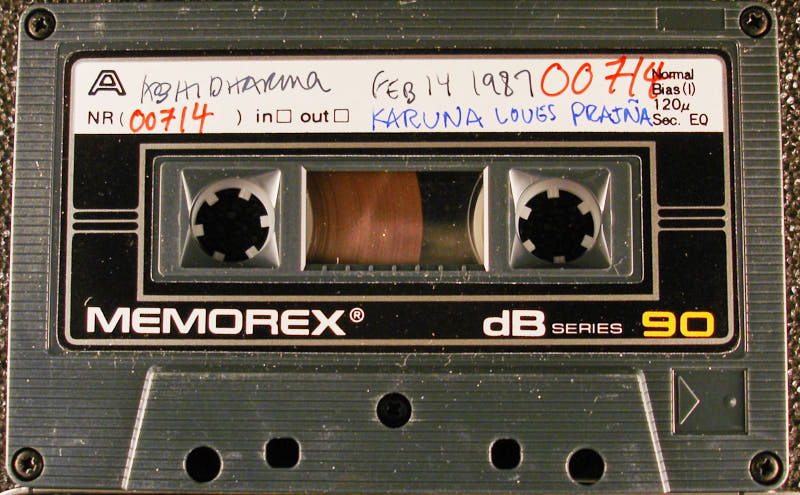 A ABHIDHARMA FEB 14 1987 00714 Normal
Bias(I)
NR( 00714 ) in□ out□ KARUNA LOVES PRAJÑA 120μ
Sec. EQ
MEMOREX® dB SERIES 90